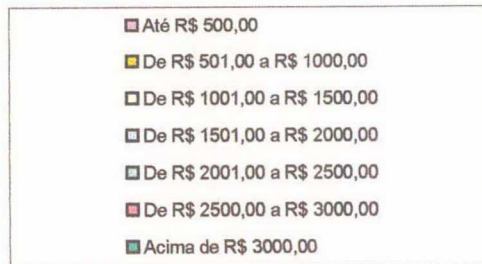 Até R$ 500,00
De R$ 501,00 a R$ 1000,00
De R$ 1001,00 a R$ 1500,00
De R$ 1501,00 a R$ 2000,00
De R$ 2001,00 a R$ 2500,00
De R$ 2500,00 a R$ 3000,00
Acima de R$ 3000,00